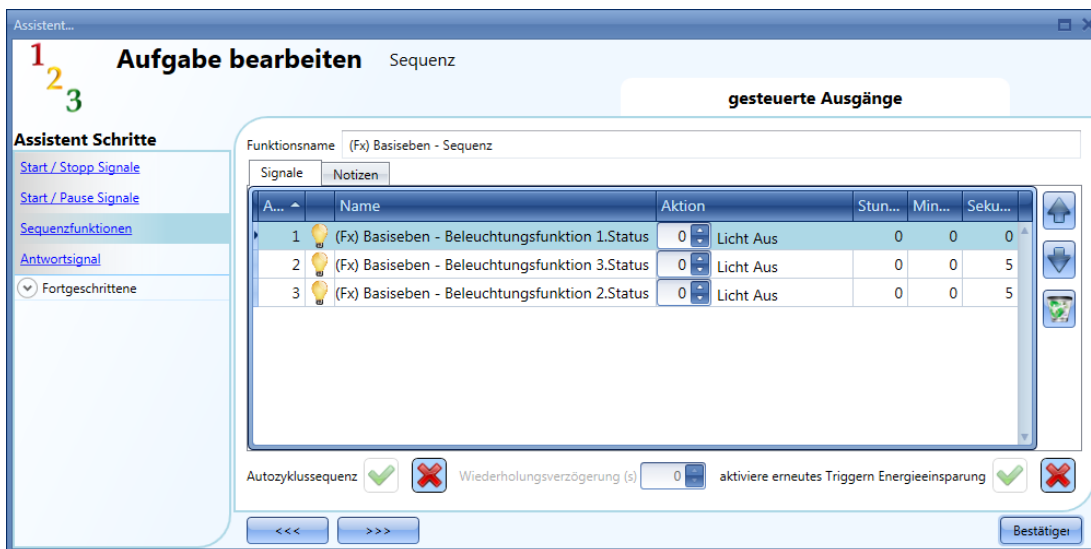 Assistent...
1 2 3
Aufgabe bearbeiten Sequenz
gesteuerte Ausgänge
Assistent Schritte
Start / Stopp Signale
Start / Pause Signale
Sequenzfunktionen
Antwortsignal
Fortgeschrittene
Funktionsname (Fx) Basiseben - Sequenz
Signale Notizen
A... Name Aktion Stun... Min... Seku...
1 (Fx) Basiseben - Beleuchtungsfunktion 1.Status 0 Licht Aus 0 0 0
2 (Fx) Basiseben - Beleuchtungsfunktion 3.Status 0 Licht Aus 0 0 5
3 (Fx) Basiseben - Beleuchtungsfunktion 2.Status 0 Licht Aus 0 0 5
Autozyklussequenz Wiederholungsverzögerung (s) 0 aktiviere erneutes Triggern Energieeinsparung
<<< >>> Bestätiger